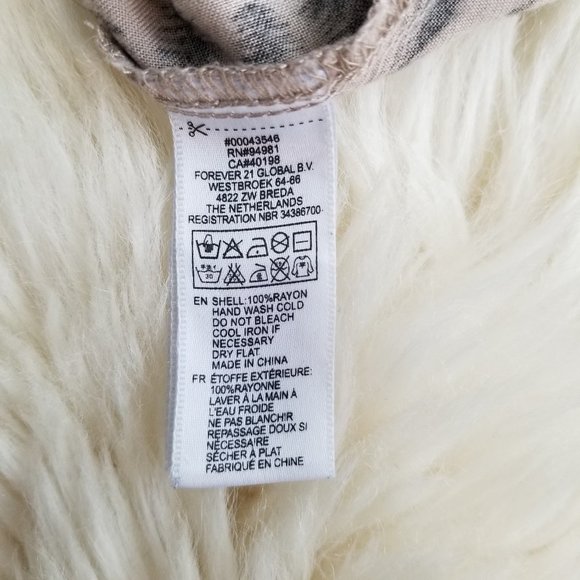 #00043546
RN#94981
CA#40198
FOREVER 21 GLOBAL B.V.
WESTBROEK 64-66
4822 ZW BREDA
THE NETHERLANDS
REGISTRATION NBR 34386700
30
EN SHELL:100%RAYON
HAND WASH COLD
DO NOT BLEACH
COOL IRON IF
NECESSARY
DRY FLAT
MADE IN CHINA
FR ÉTOFFE EXTÉRIEURE:
100%RAYONNE
LAVER À LA MAIN À
L'EAU FROIDE
NE PAS BLANCHIR
REPASSAGE DOUX SI
NÉCESSAIRE
SÉCHER À PLAT
FABRIQUÉ EN CHINE